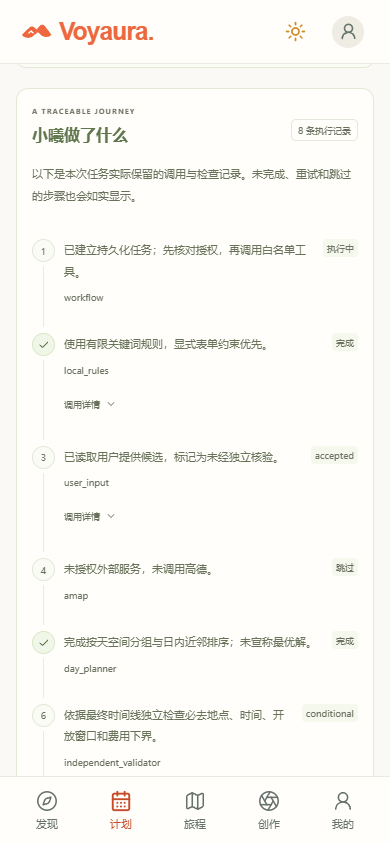 Voyaura.
A TRACEABLE JOURNEY
小曦做了什么
8 条执行记录
以下是本次任务实际保留的调用与检查记录。未完成、重试和跳过
的步骤也会如实显示。
1
已建立持久化任务；先核对授权，再调用白名单工
具。
执行中
workflow
使用有限关键词规则，显式表单约束优先。
完成
local_rules
调用详情
3
已读取用户提供候选，标记为未经独立核验。
accepted
user_input
调用详情
4
未授权外部服务，未调用高德。
跳过
amap
完成按天空间分组与日内近邻排序；未宣称最优解。
完成
day_planner
6
依据最终时间线独立检查必去地点、时间、开
放窗口和费用下界。
conditional
independent_validator
发现
计划
旅程
创作
我的